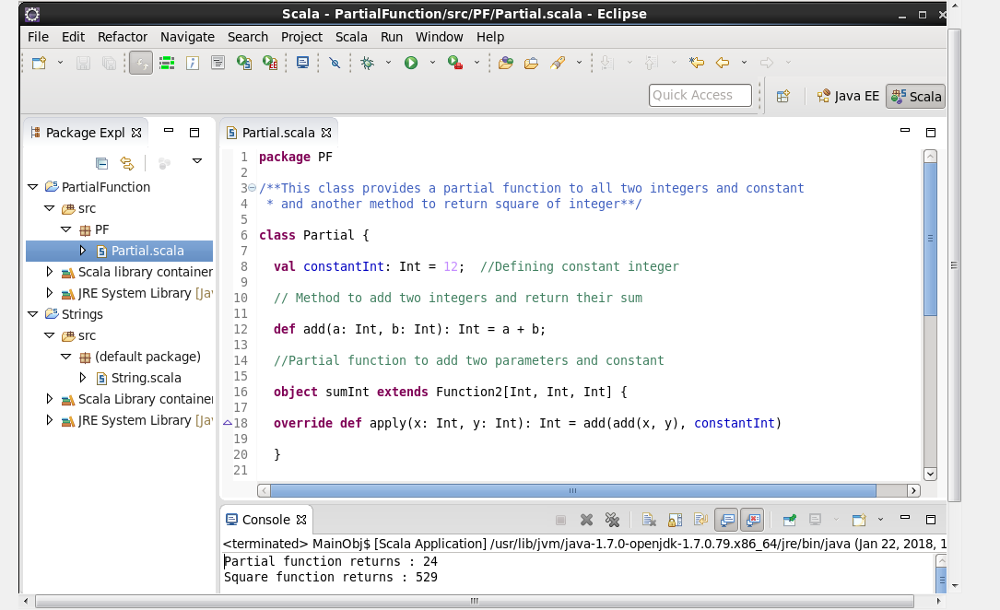 Scala - PartialFunction/src/PF/Partial.scala - Eclipse
File Edit Refactor Navigate Search Project Scala Run Window Help
Quick Access
Java EE
Scala
Package Expl
PartialFunction
src
PF
Partial.scala
Scala library container
JRE System Library [Ja
Strings
src
(default package)
String.scala
Scala Library container
JRE System Library [Ja
Partial.scala
1 package PF
2
3 /**This class provides a partial function to all two integers and constant
4  * and another method to return square of integer**/
5
6 class Partial {
7
8   val constantInt: Int = 12;  //Defining constant integer
9
10   // Method to add two integers and return their sum
11
12   def add(a: Int, b: Int): Int = a + b;
13
14   //Partial function to add two parameters and constant
15
16   object sumInt extends Function2[Int, Int, Int] {
17
18   override def apply(x: Int, y: Int): Int = add(add(x, y), constantInt)
19
20   }
21
Console
<terminated> MainObj$ [Scala Application] /usr/lib/jvm/java-1.7.0-openjdk-1.7.0.79.x86_64/jre/bin/java (Jan 22, 2018, 1
Partial function returns : 24
Square function returns : 529